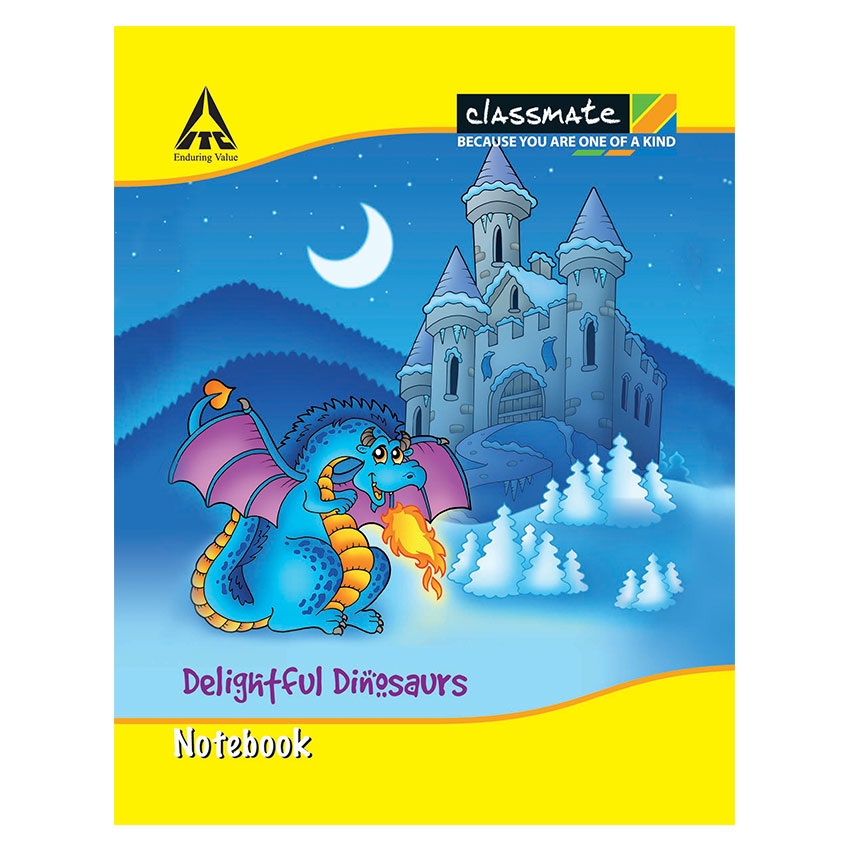 ITC
Enduring Value
classmate
BECAUSE YOU ARE ONE OF A KIND
Delightful Dinosaurs
Notebook